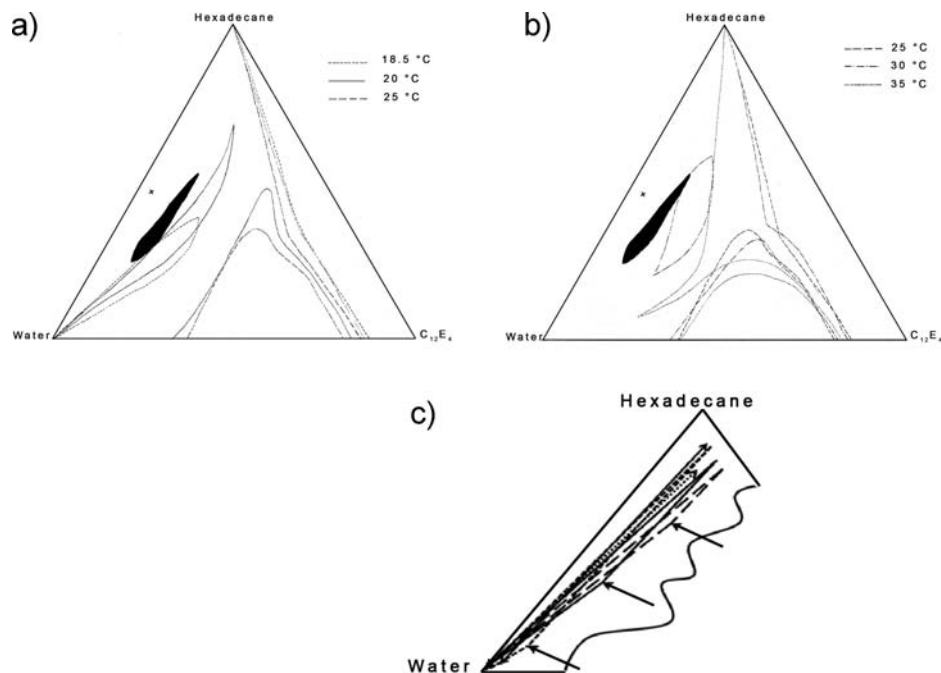 a)
Hexadecane
18.5 °C
20 °C
25 °C
Water
C₁₂E₄
b)
Hexadecane
25 °C
30 °C
35 °C
Water
C₁₂E₄
c)
Hexadecane
Water